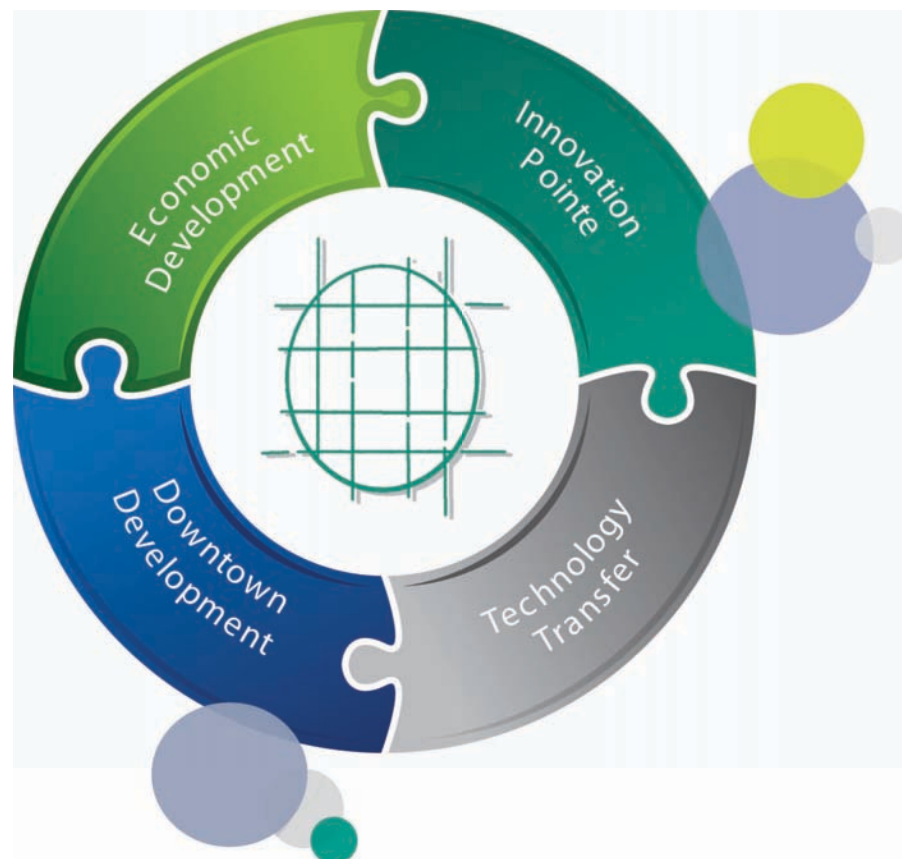 Economic
Development
Innovation
Pointe
Downtown
Development
Technology
Transfer